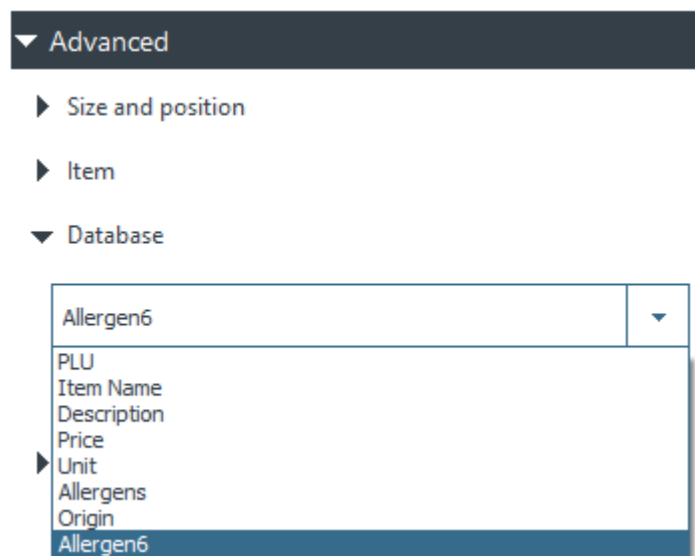 Advanced
Size and position
Item
Database
Allergen6
PLU
Item Name
Description
Price
Unit
Allergens
Origin
Allergen6